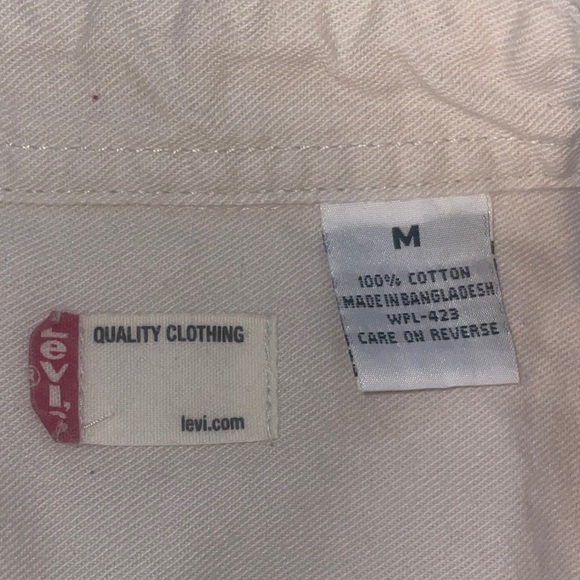 Levi's
®
QUALITY CLOTHING
levi.com
M
100% COTTON
MADE IN BANGLADESH
WPL-423
CARE ON REVERSE